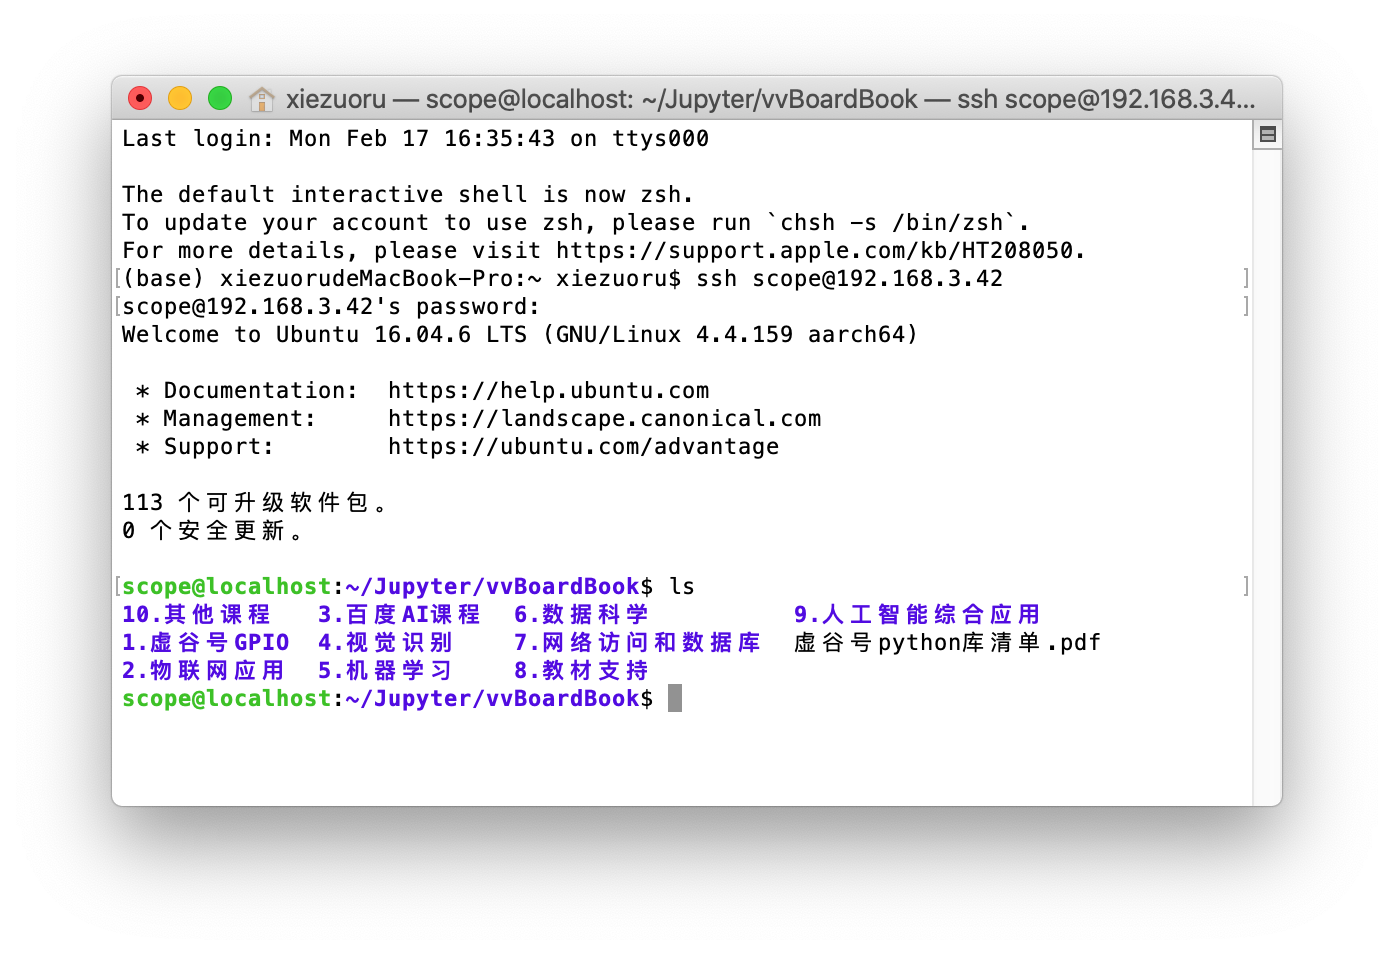 xiezuoru — scope@localhost: ~/Jupyter/vvBoardBook — ssh scope@192.168.3.4...
Last login: Mon Feb 17 16:35:43 on ttys000
The default interactive shell is now zsh.
To update your account to use zsh, please run `chsh -s /bin/zsh`.
For more details, please visit https://support.apple.com/kb/HT208050.
[(base) xiezuorudeMacBook-Pro:~ xiezuoru$ ssh scope@192.168.3.42 ]
[scope@192.168.3.42's password: ]
Welcome to Ubuntu 16.04.6 LTS (GNU/Linux 4.4.159 aarch64)
* Documentation: https://help.ubuntu.com
* Management: https://landscape.canonical.com
* Support: https://ubuntu.com/advantage
113 个可升级软件包。
0 个安全更新。
[scope@localhost:~/Jupyter/vvBoardBook$ ls ]
10.其他课程 3.百度AI课程 6.数据科学 9.人工智能综合应用
1.虚谷号GPIO 4.视觉识别 7.网络访问和数据库 虚谷号python库清单.pdf
2.物联网应用 5.机器学习 8.教材支持
scope@localhost:~/Jupyter/vvBoardBook$